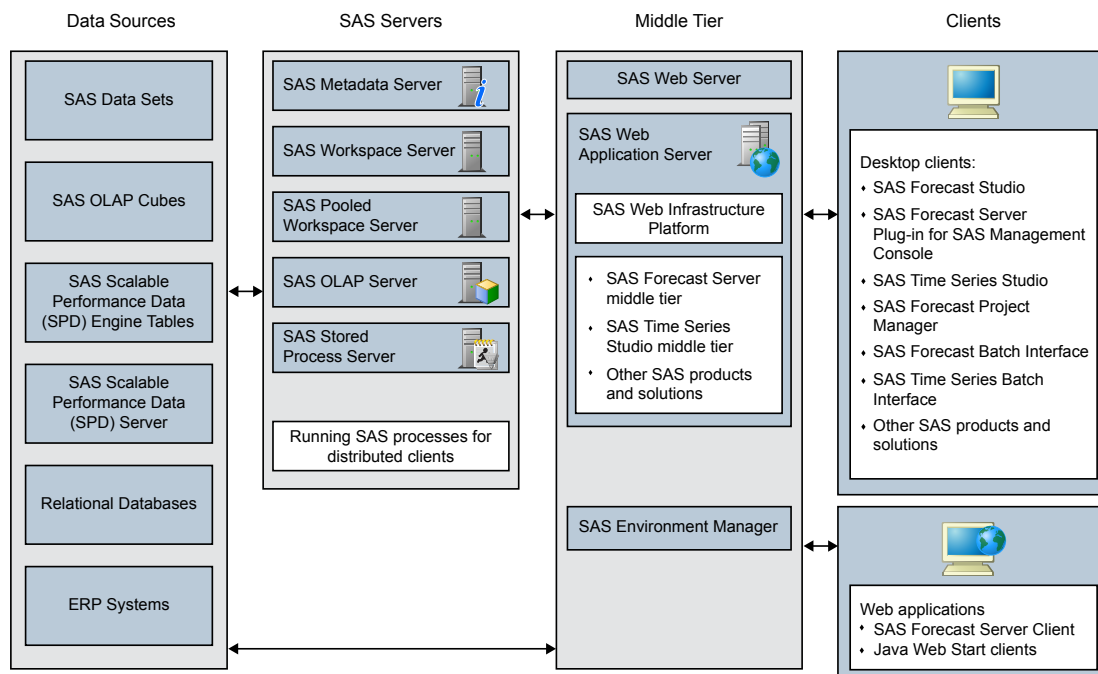 Data Sources
SAS Servers
Middle Tier
Clients
SAS Data Sets
SAS OLAP Cubes
SAS Scalable
Performance Data
(SPD) Engine Tables
SAS Scalable
Performance Data
(SPD) Server
Relational Databases
ERP Systems
SAS Metadata Server
SAS Workspace Server
SAS Pooled
Workspace Server
SAS OLAP Server
SAS Stored
Process Server
Running SAS processes for
distributed clients
SAS Web Server
SAS Web
Application Server
SAS Web Infrastructure
Platform
SAS Forecast Server
middle tier
SAS Time Series
Studio middle tier
Other SAS products
and solutions
SAS Environment Manager
Desktop clients:
SAS Forecast Studio
SAS Forecast Server
Plug-in for SAS Management
Console
SAS Time Series Studio
SAS Forecast Project
Manager
SAS Forecast Batch Interface
SAS Time Series Batch
Interface
Other SAS products and
solutions
Web applications
SAS Forecast Server Client
Java Web Start clients